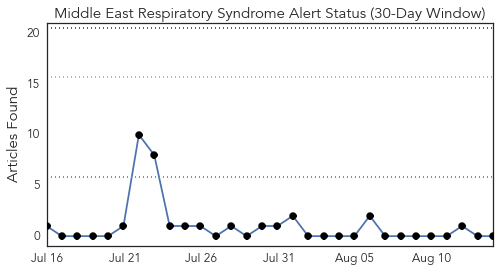 Middle East Respiratory Syndrome Alert Status (30-Day Window)
Articles Found
20
15
10
5
0
Jul 16 Jul 21 Jul 26 Jul 31 Aug 05 Aug 10